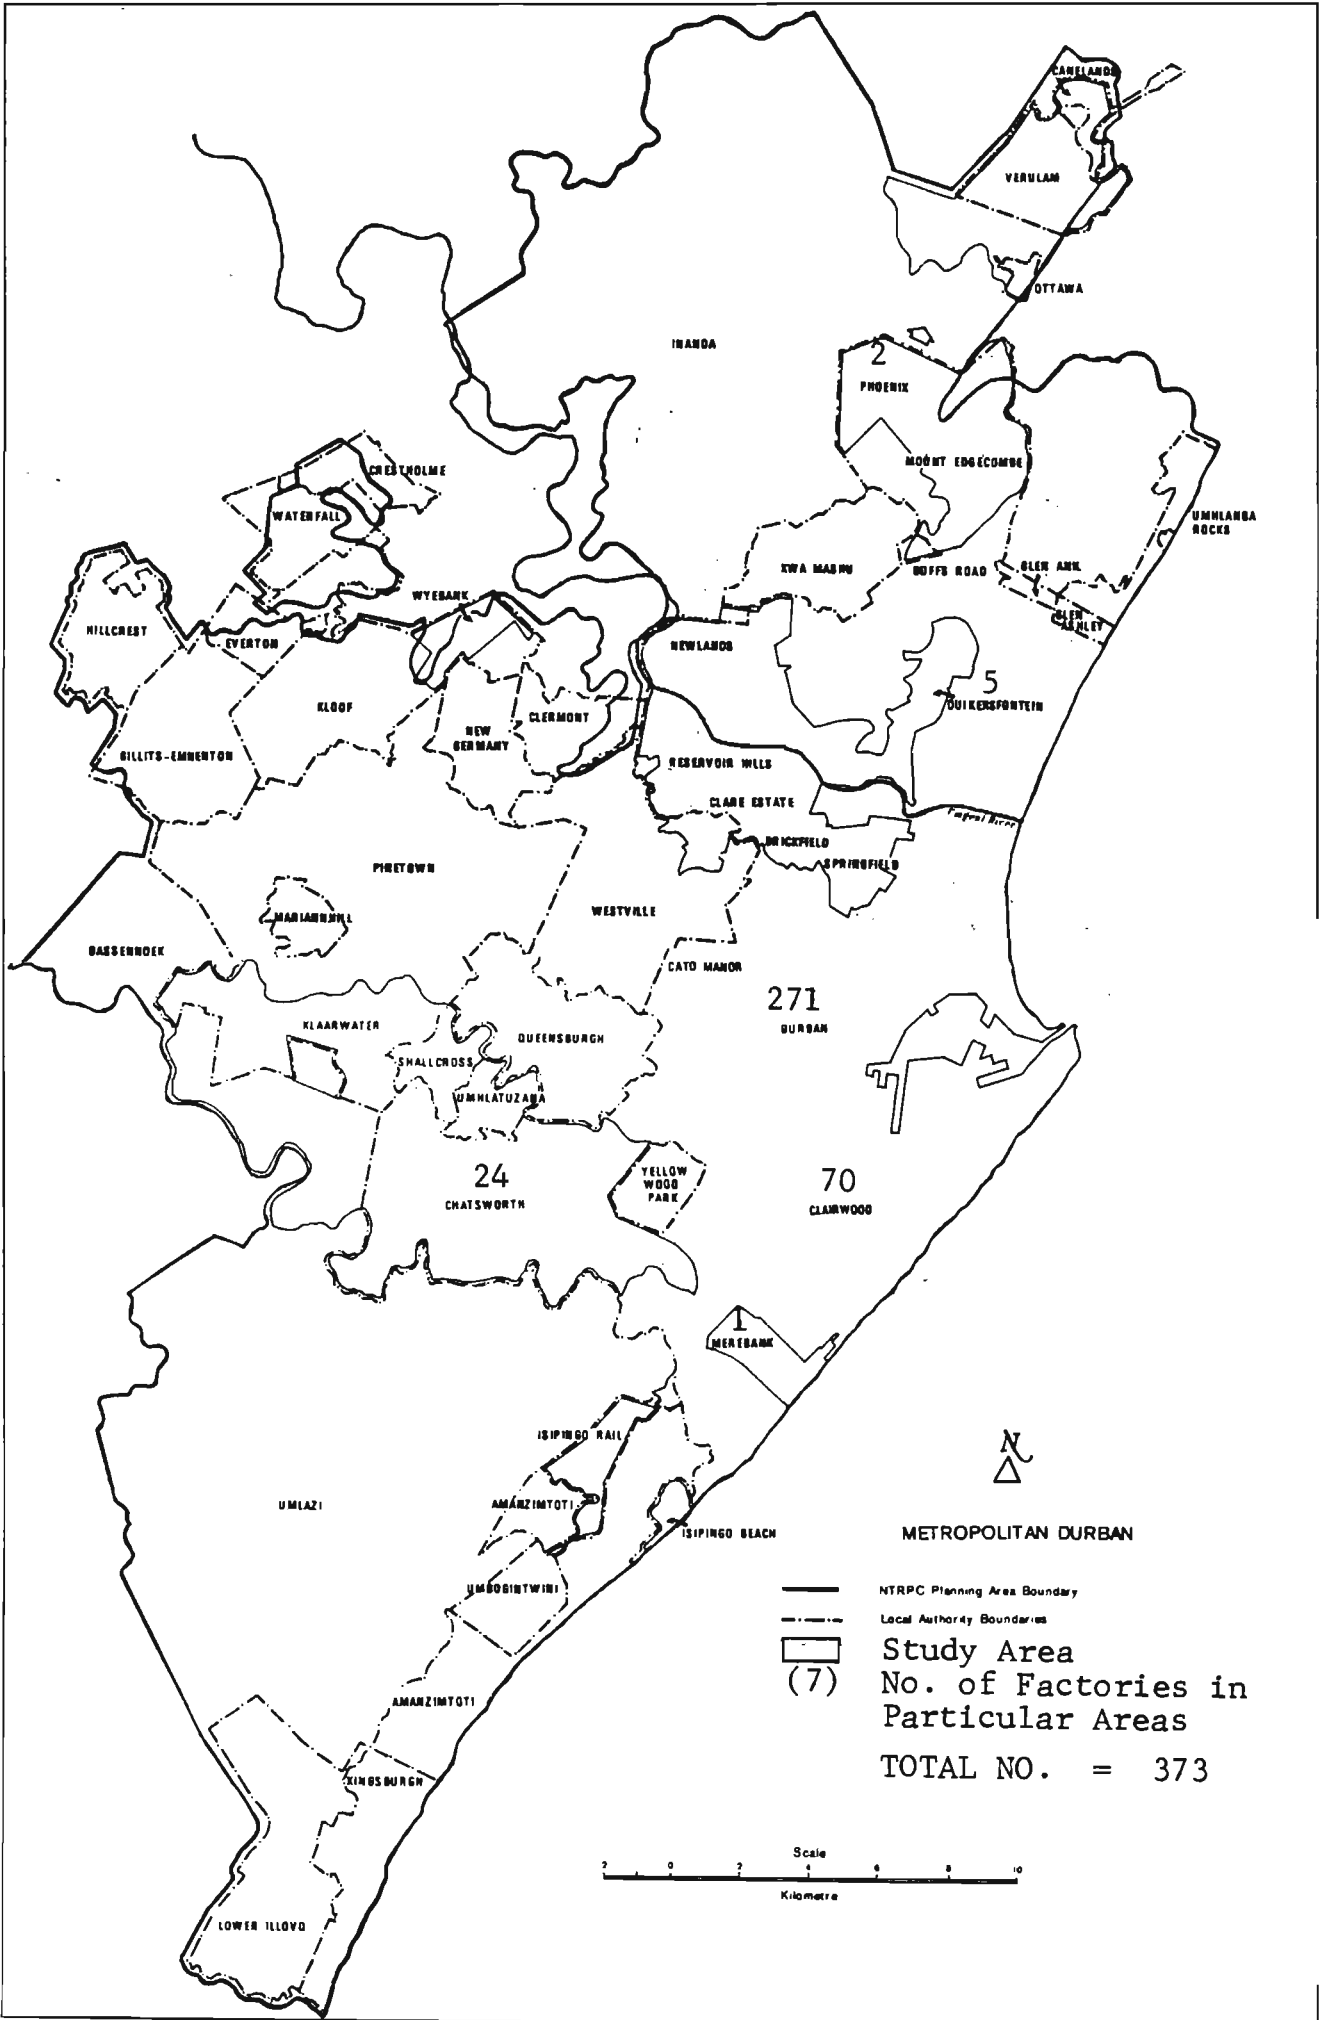 CANELANDS
VERULAM
OTTAWA
INANDA
2
PHOENIX
MOUNT EDGECOMBE
CRESTHOLME
WATERFALL
UMHLANGA
ROCKS
KWA MASHU
DUFFS ROAD
GLEN ANIL
GLEN
ASHLEY
WYEBANK
HILLCREST
EVERTON
NEWLANDS
5
DUIKERSFONTEIN
KLOOF
NEW
GERMANY
CLERMONT
GILLITS-EMMENTON
RESERVOIR HILLS
CLARE ESTATE
Umgeni River
BRICKFIELD
SPRINGFIELD
PINETOWN
MARIANNHILL
WESTVILLE
DASSENHOEK
CATO MANOR
271
DURBAN
KLAARWATER
QUEENSBURGH
SHALLCROSS
UMHLATUZANA
24
CHATSWORTH
YELLOW
WOOD
PARK
70
CLAIRWOOD
1
MEREBANK
ISIPINGO RAIL
UMLAZI
AMANZIMTOTI
ISIPINGO BEACH
UMBOGINTWINI
AMANZIMTOTI
KINGSBURGH
LOWER ILLOVO
N
METROPOLITAN DURBAN
NTRPC Planning Area Boundary
Local Authority Boundaries
Study Area
(7) No. of Factories in
Particular Areas
TOTAL NO. = 373
Scale
2 0 2 4 6 8 10
Kilometre